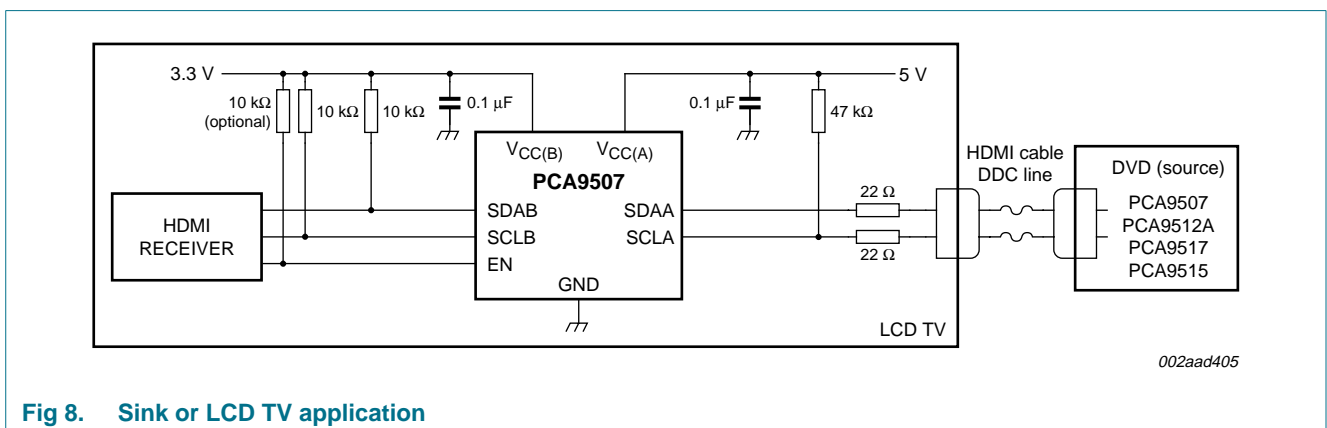 3.3 V
5 V
10 kΩ
(optional)
10 kΩ
10 kΩ
0.1 μF
0.1 μF
47 kΩ
VCC(B)
VCC(A)
PCA9507
HDMI
RECEIVER
SDAB
SCLB
EN
SDAA
SCLA
GND
22 Ω
22 Ω
HDMI cable
DDC line
DVD (source)
PCA9507
PCA9512A
PCA9517
PCA9515
LCD TV
002aad405
Fig 8. Sink or LCD TV application